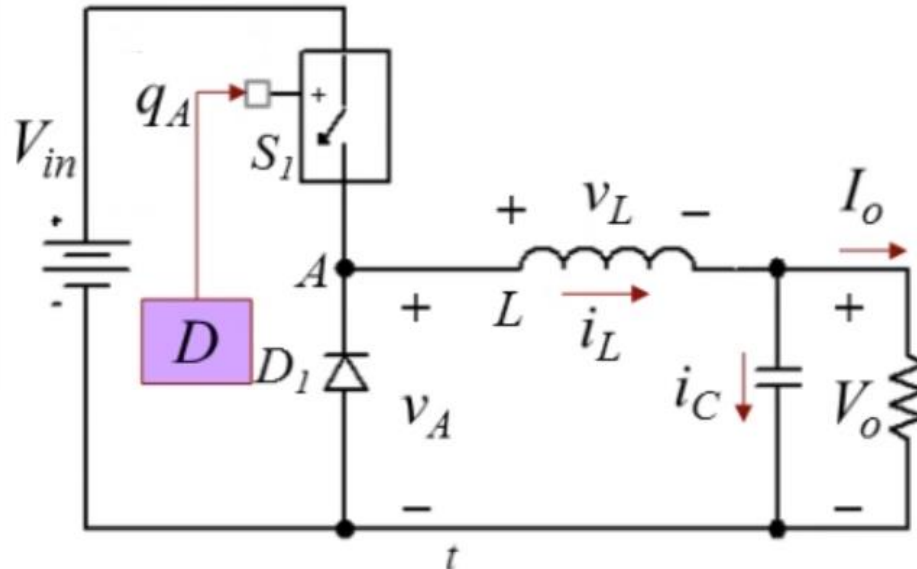 V_in
+
-
q_A
S_1
+
D
A
D_1
+
v_A
-
+ v_L -
L
i_L
I_o
i_C
+
V_o
-
t